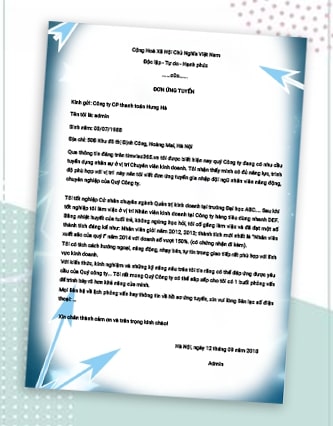 Cộng Hoà Xã Hội Chủ Nghĩa Việt Nam
Độc lập - Tự do - Hạnh phúc
ĐƠN ỨNG TUYỂN
Kính gửi: Công ty CP thanh toán Hưng Hà
Tên tôi là: admin
Sinh năm: 03/07/1988
Địa chỉ: Định Công, Hoàng Mai, Hà Nội
Qua thông tin đăng trên timviec365.vn tôi được biết hiện nay quý Công ty đang có nhu cầu
tuyển dụng nhân sự ở vị trí Chuyên viên kinh doanh. Tôi nhận thấy mình có đủ năng lực, trình
độ phù hợp với vị trí này nên tôi viết đơn ứng tuyển gia nhập đội ngũ nhân viên năng động,
chuyên nghiệp của Quý Công ty.
Tôi tốt nghiệp Cử nhân chuyên ngành Quản trị kinh doanh tại trường Đại học ABC.... Sau khi
tốt nghiệp tôi làm việc ở vị trí Nhân viên kinh doanh tại Công ty hàng tiêu dùng nhanh DEF.
Bằng nhiệt huyết của tuổi trẻ, không ngừng học hỏi, tôi cố gắng làm việc và đã đạt một số
thành tích đáng kể như: Nhân viên giỏi năm 2012, 2013; thành tích mới nhất là "Nhân viên
xuất sắc của quý I" năm 2014 với doanh số vượt 150%. (có chứng nhận đi kèm).
Tôi có tính cách hướng ngoại, năng động, nhạy bén, tự tin trong giao tiếp rất phù hợp với lĩnh
vực kinh doanh.
Với kiến thức, kinh nghiệm và những kỹ năng nêu trên tôi tin rằng có thể đáp ứng được yêu
cầu của Quý công ty... Tôi rất mong Quý Công ty có thể sắp xếp cho tôi có 1 buổi phỏng vấn
để trình bày rõ hơn khả năng của mình.
Mọi liên hệ về lịch phỏng vấn hay thông tin về hồ sơ ứng tuyển, xin vui lòng liên lạc số điện
thoại:...
Xin chân thành cảm ơn và trân trọng kính chào!
Hà Nội, ngày 12 tháng 09 năm 2018
Admin